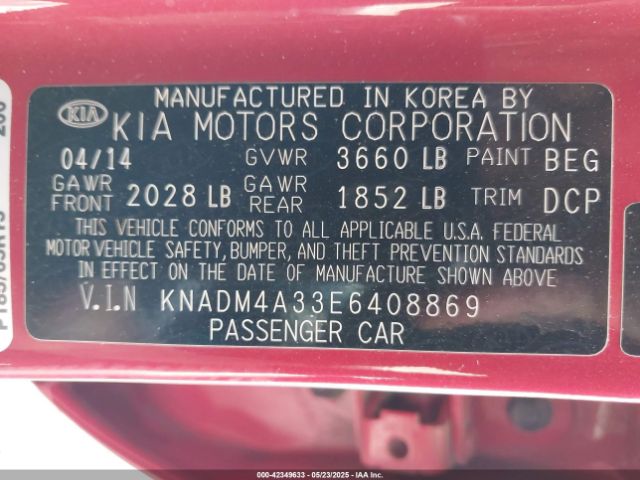 MANUFACTURED IN KOREA BY
KIA KIA MOTORS CORPORATION
04/14 GVWR 3660 LB PAINT BEG
GAWR FRONT 2028 LB GAWR REAR 1852 LB TRIM DCP
THIS VEHICLE CONFORMS TO ALL APPLICABLE U.S.A. FEDERAL
MOTOR VEHICLE SAFETY, BUMPER, AND THEFT PREVENTION STANDARDS
IN EFFECT ON THE DATE OF MANUFACTURE SHOWN ABOVE
V.I.N KNADM4A33E6408869
PASSENGER CAR
000-42349633 - 05/23/2025 - IAA Inc.